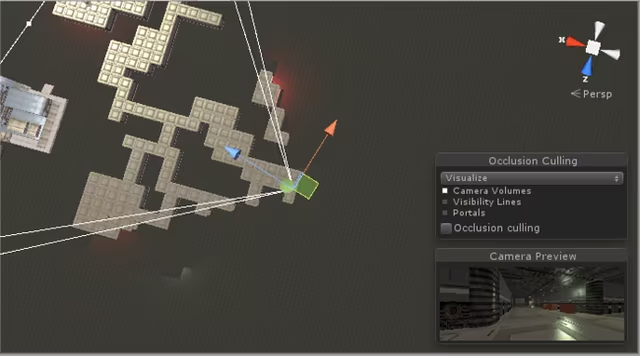 x
z
Persp
Occlusion Culling
Visualize
Camera Volumes
Visibility Lines
Portals
Occlusion culling
Camera Preview